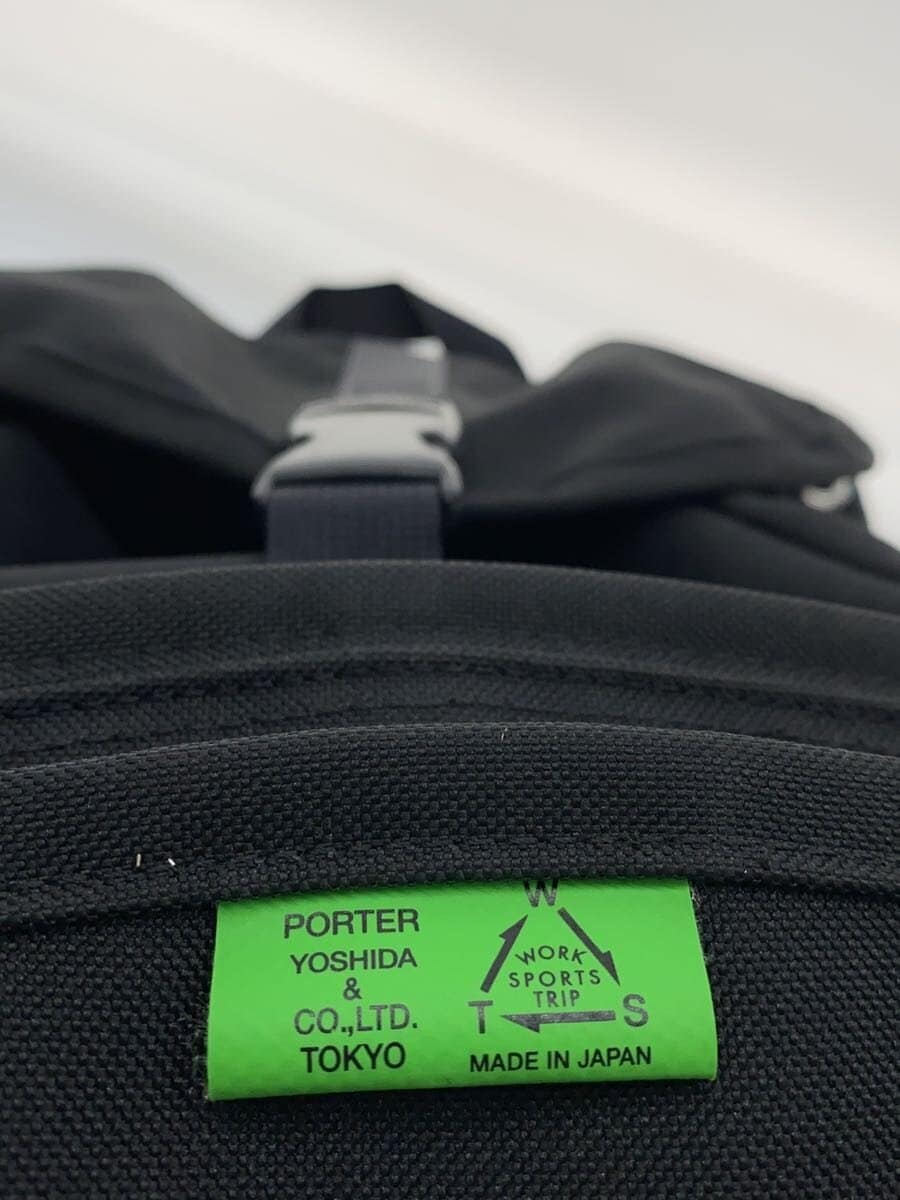 PORTER
YOSHIDA
&
CO.,LTD.
TOKYO
W
WORK
SPORTS
TRIP
T S
MADE IN JAPAN